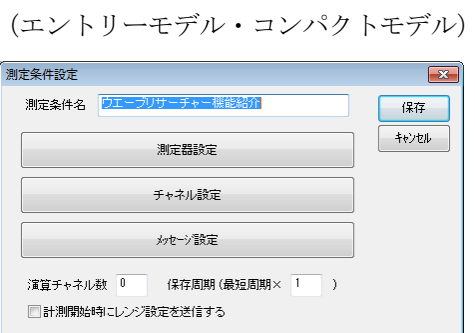 (エントリーモデル・コンパクトモデル)
測定条件設定
測定条件名 ウエーブリサーチャー機能紹介 保存
キャンセル
測定器設定
チャネル設定
メッセージ設定
演算チャネル数 0 保存周期(最短周期× 1 )
計測開始時にレンジ設定を送信する